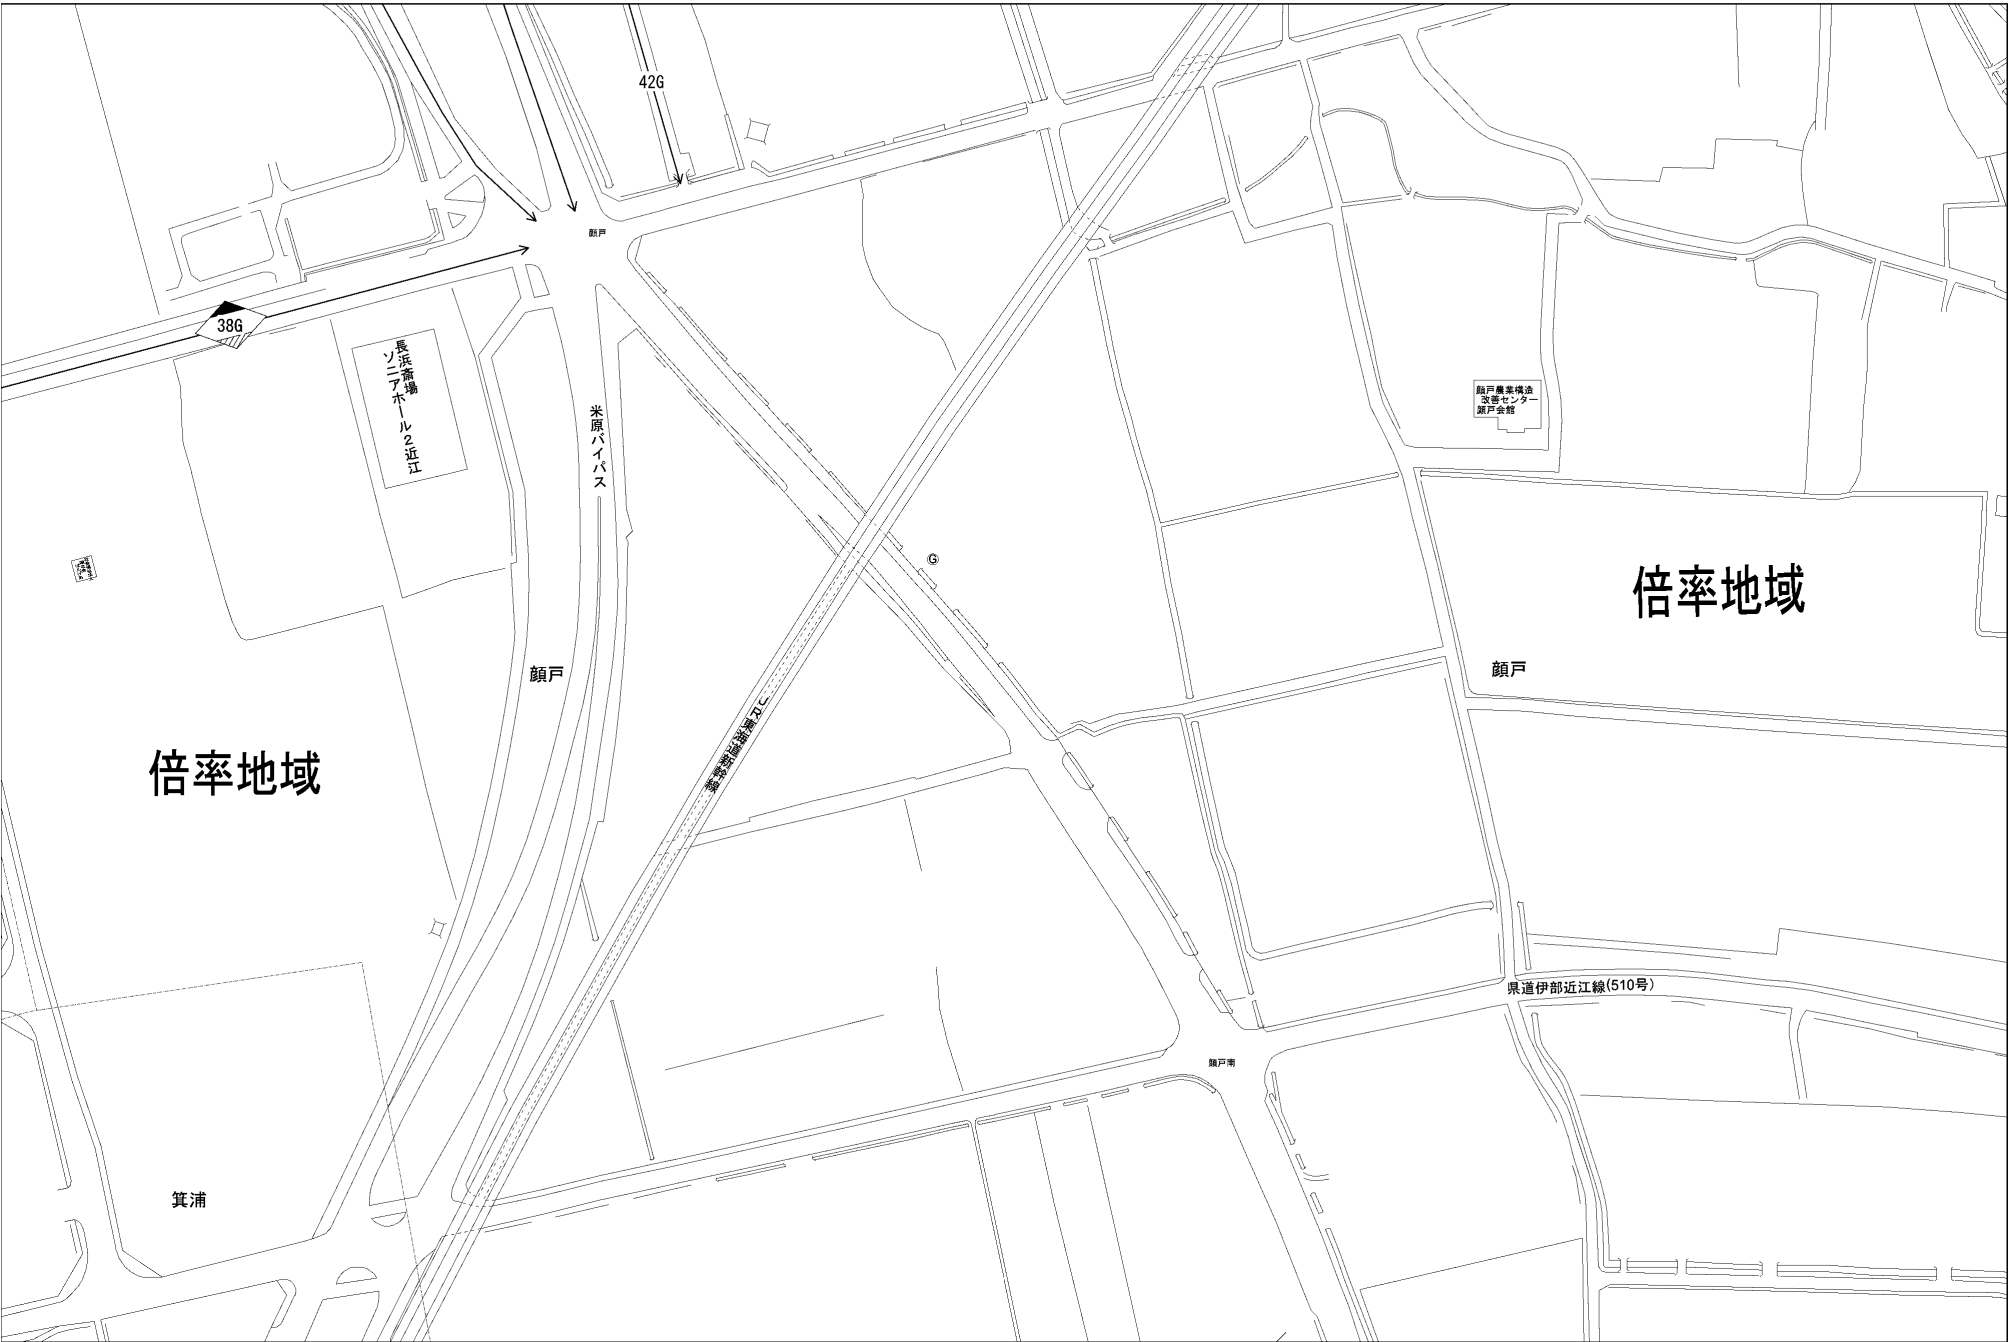 42G
顔戸
38G
長浜斎場
ソニアホール2近江
米原バイパス
顔戸農業構造
改善センター
顔戸会館
G
倍率地域
顔戸
顔戸
JR東海道新幹線
倍率地域
県道伊部近江線(510号)
顔戸南
箕浦